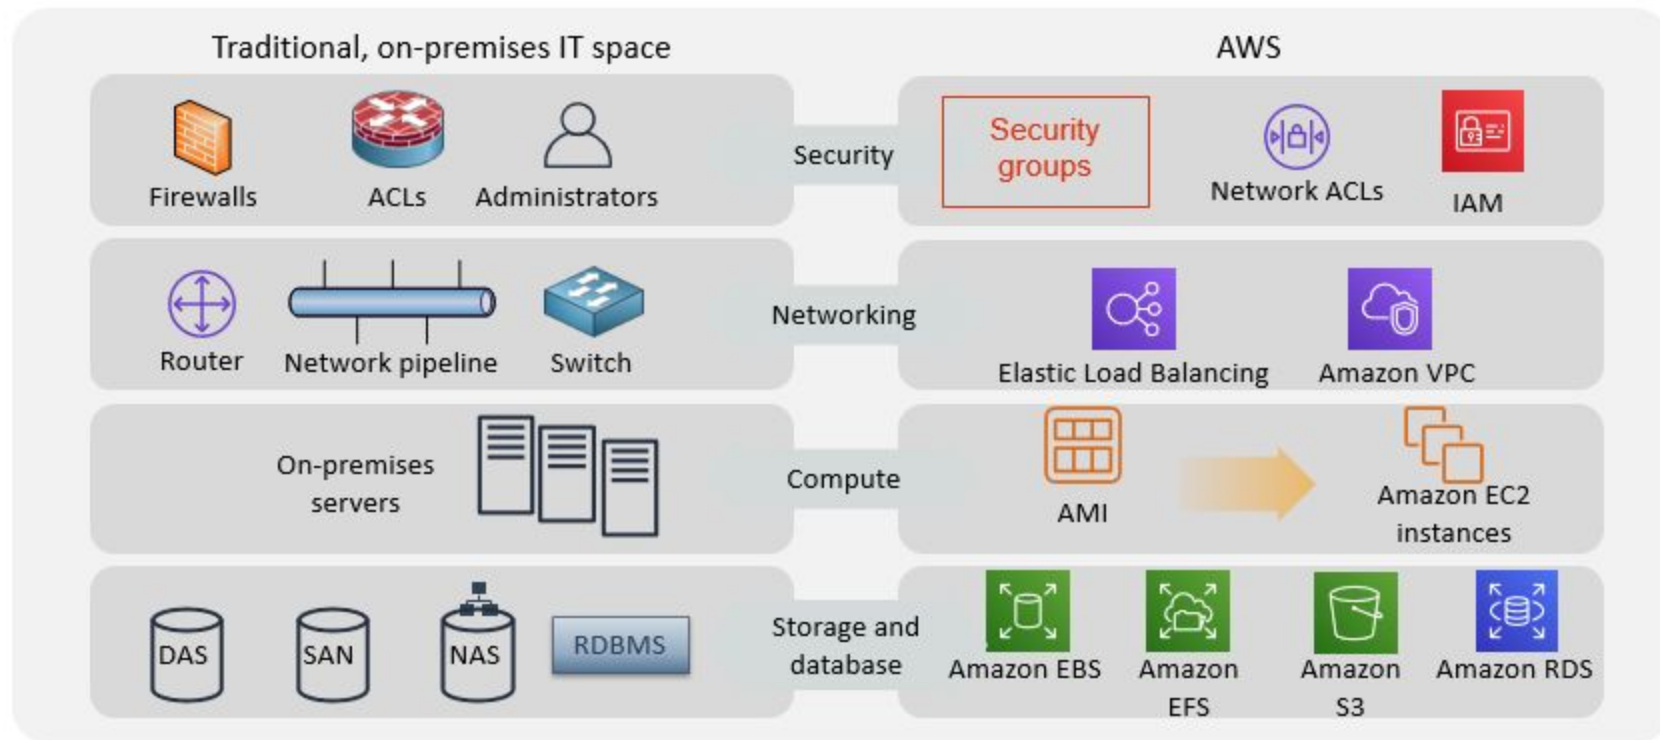 Traditional, on-premises IT space
AWS
Firewalls
ACLs
Administrators
Security
Security
groups
Network ACLs
IAM
Router
Network pipeline
Switch
Networking
Elastic Load Balancing
Amazon VPC
On-premises
servers
Compute
AMI
Amazon EC2
instances
DAS
SAN
NAS
RDBMS
Storage and
database
Amazon EBS
Amazon
EFS
Amazon
S3
Amazon RDS